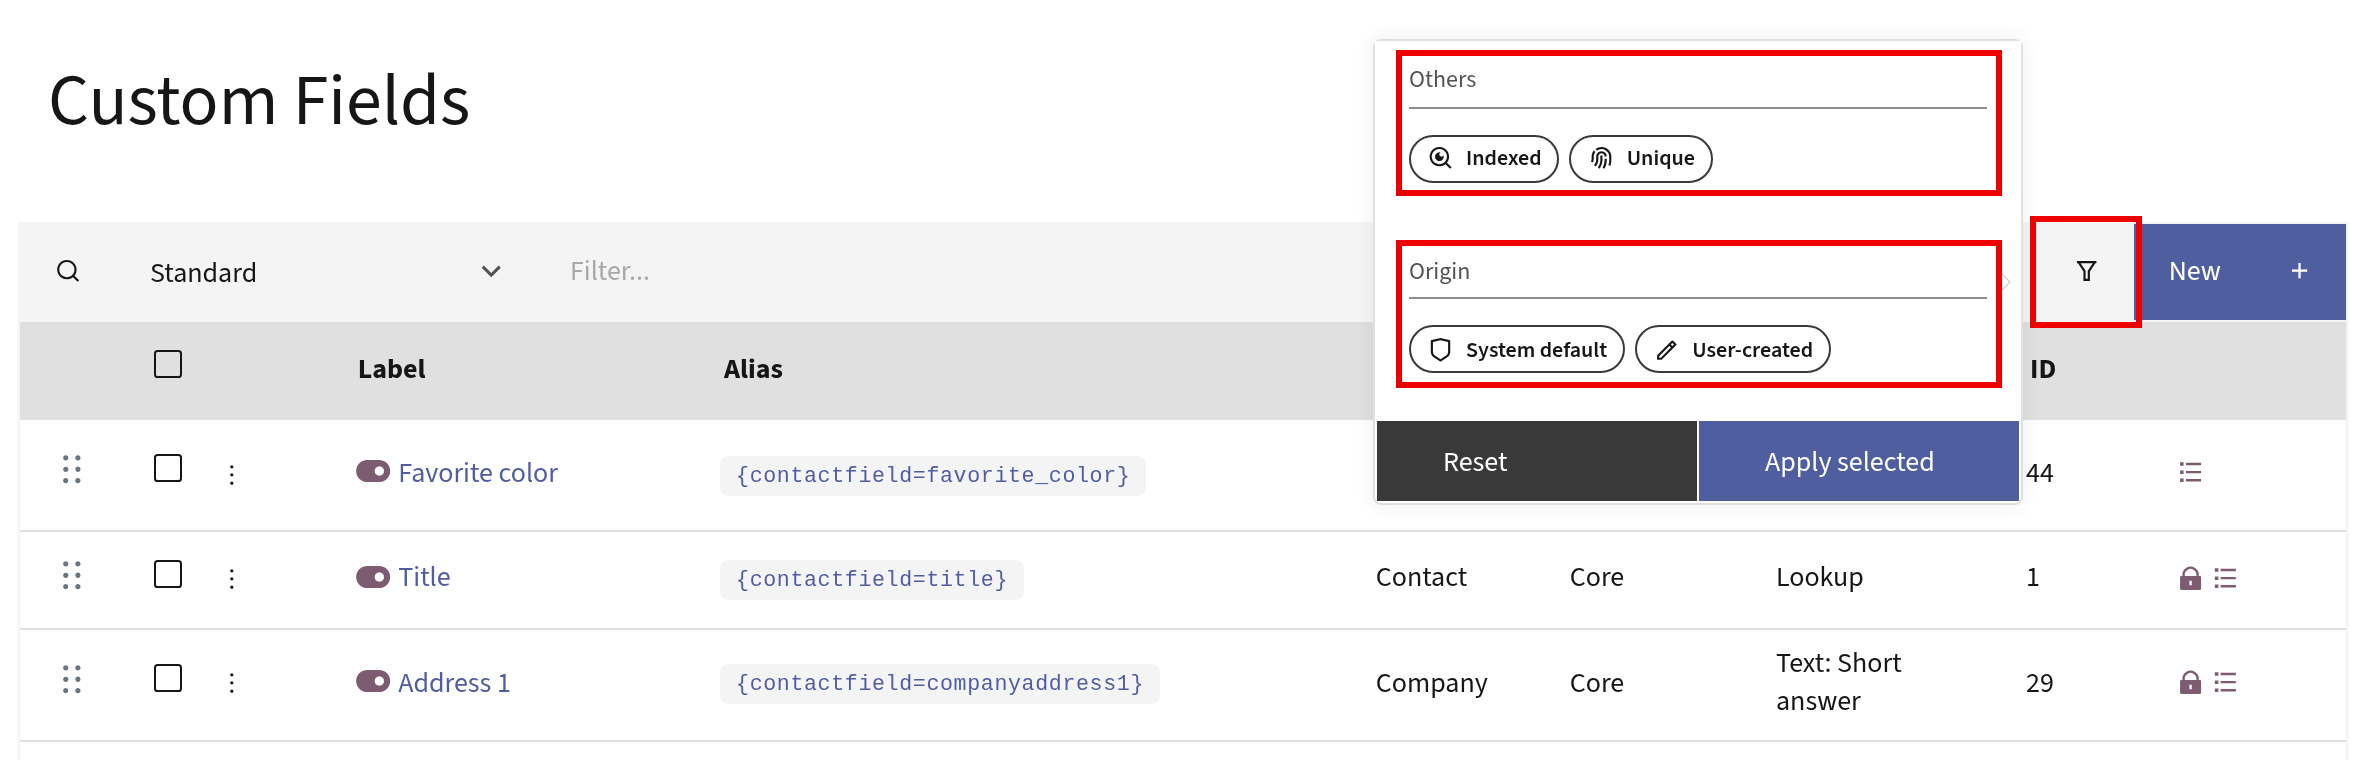 Custom Fields
Others
Indexed Unique
Origin
System default User-created
Reset Apply selected
Standard Filter... New +
Label Alias ID
Favorite color {contactfield=favorite_color} 44
Title {contactfield=title} Contact Core Lookup 1
Address 1 {contactfield=companyaddress1} Company Core Text: Short answer 29